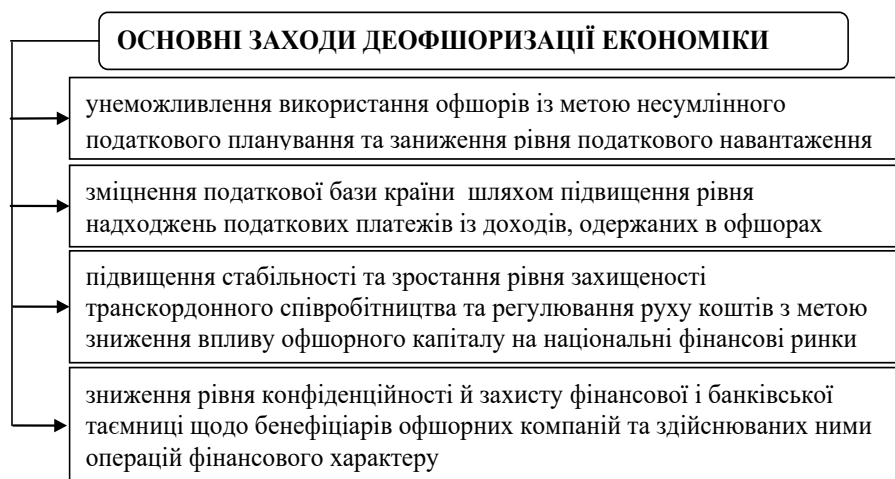 ОСНОВНІ ЗАХОДИ ДЕОФШОРИЗАЦІЇ ЕКОНОМІКИ
унеможливлення використання офшорів із метою несумлінного
податкового планування та заниження рівня податкового навантаження
зміцнення податкової бази країни шляхом підвищення рівня
надходжень податкових платежів із доходів, одержаних в офшорах
підвищення стабільності та зростання рівня захищеності
транскордонного співробітництва та регулювання руху коштів з метою
зниження впливу офшорного капіталу на національні фінансові ринки
зниження рівня конфіденційності й захисту фінансової і банківської
таємниці щодо бенефіціарів офшорних компаній та здійснюваних ними
операцій фінансового характеру